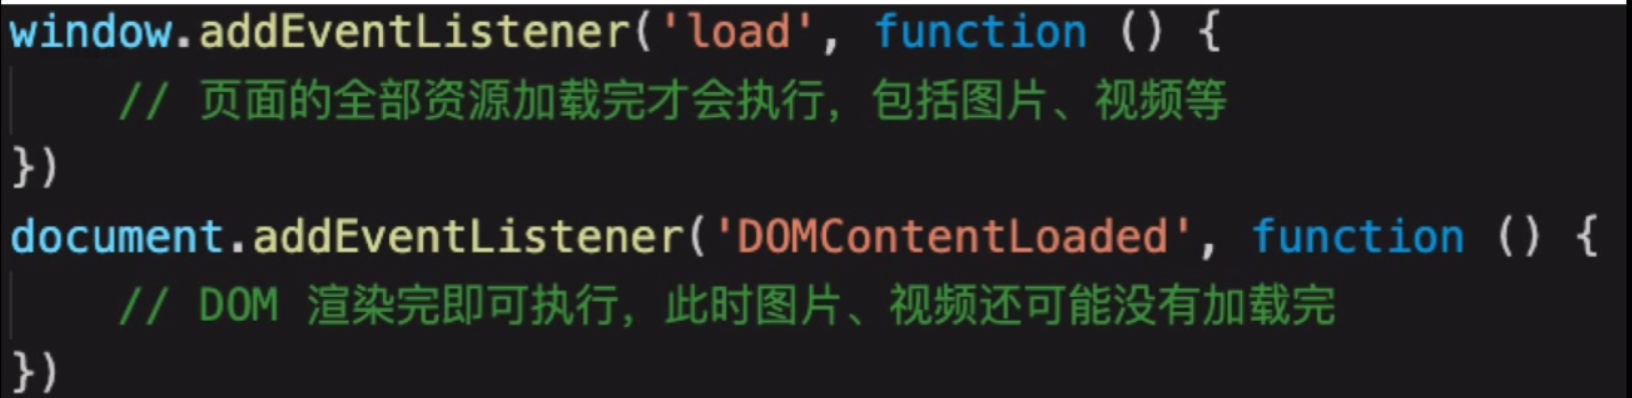 window.addEventListener('load', function () {
    // 页面的全部资源加载完才会执行，包括图片、视频等
})
document.addEventListener('DOMContentLoaded', function () {
    // DOM 渲染完即可执行，此时图片、视频还可能没有加载完
})